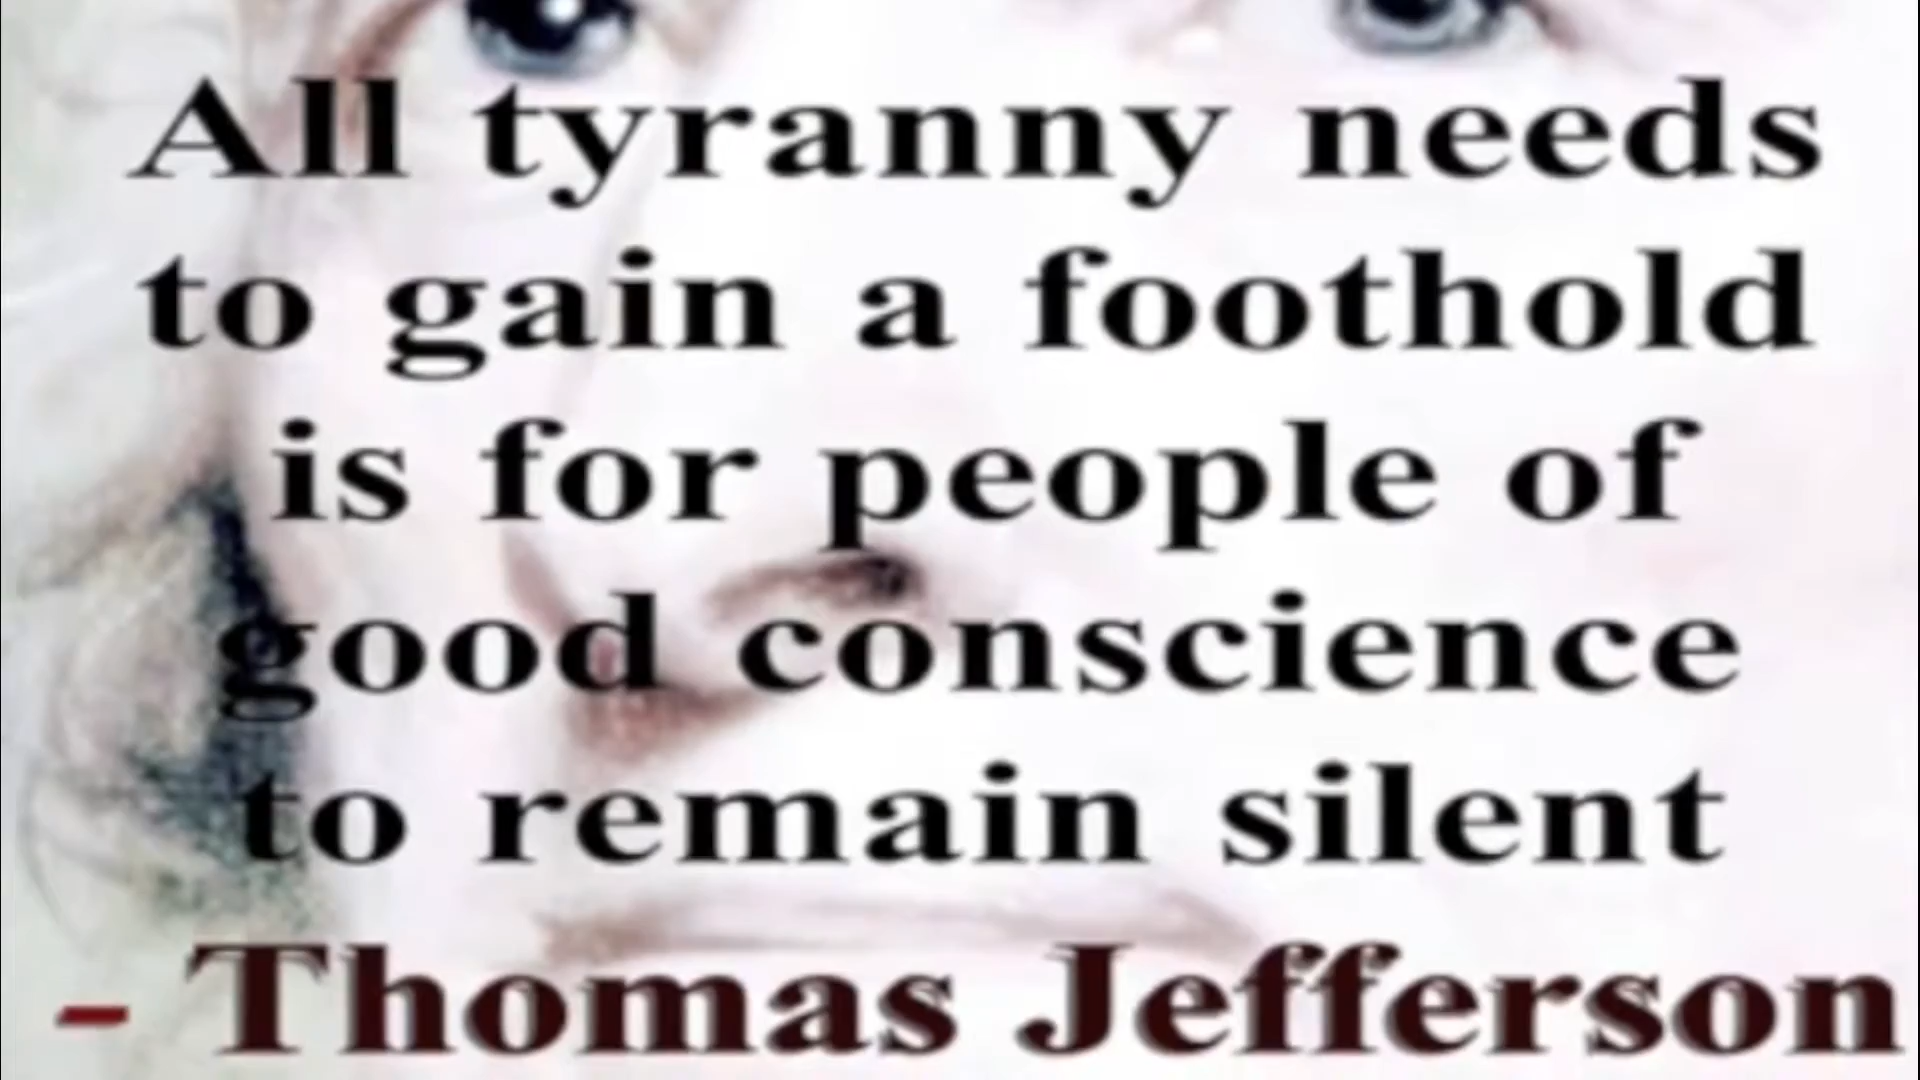 All tyranny needs
to gain a foothold
is for people of
good conscience
to remain silent
- Thomas Jefferson